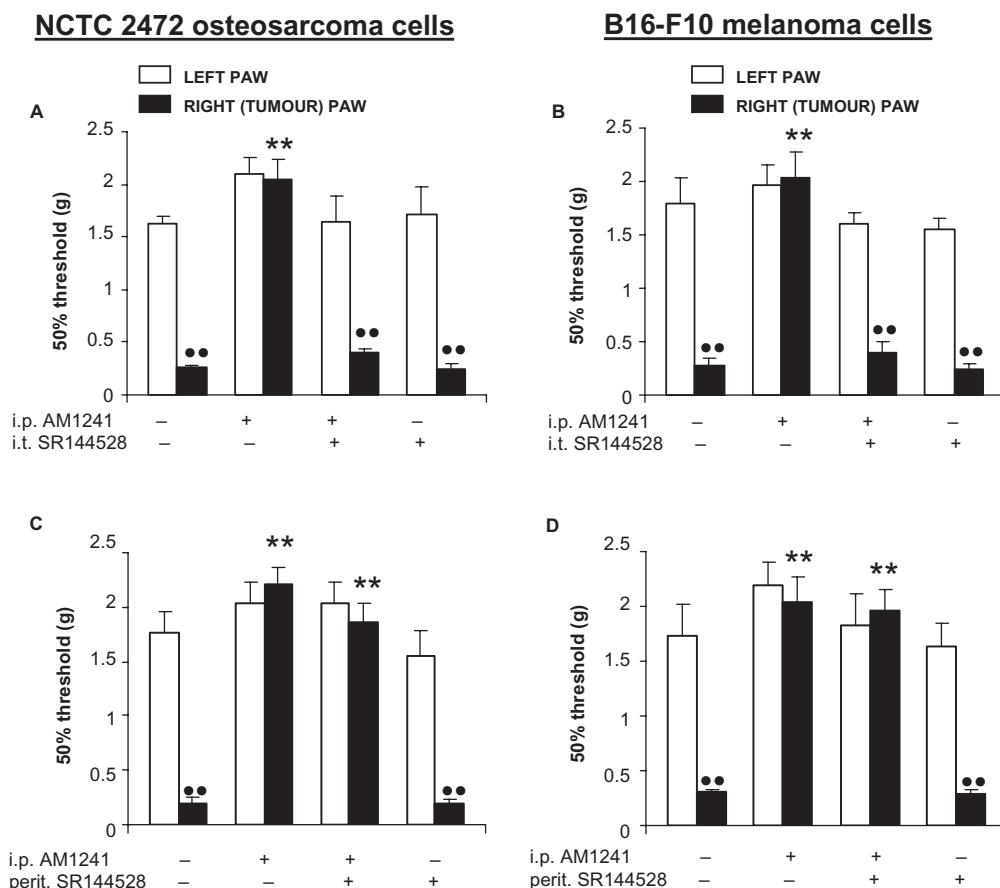 NCTC 2472 osteosarcoma cells
B16-F10 melanoma cells
LEFT PAW
RIGHT (TUMOUR) PAW
A
50% threshold (g)
2.5
2
1.5
1
0.5
0
**
●●
●●
●●
i.p. AM1241 – + + –
i.t. SR144528 – – + +
LEFT PAW
RIGHT (TUMOUR) PAW
B
50% threshold (g)
2.5
2
1.5
1
0.5
0
**
●●
●●
●●
i.p. AM1241 – + + –
i.t. SR144528 – – + +
C
50% threshold (g)
2.5
2
1.5
1
0.5
0
**
**
●●
●●
i.p. AM1241 – + + –
perit. SR144528 – – + +
D
50% threshold (g)
2.5
2
1.5
1
0.5
0
**
**
●●
●●
i.p. AM1241 – + + –
perit. SR144528 – – + +